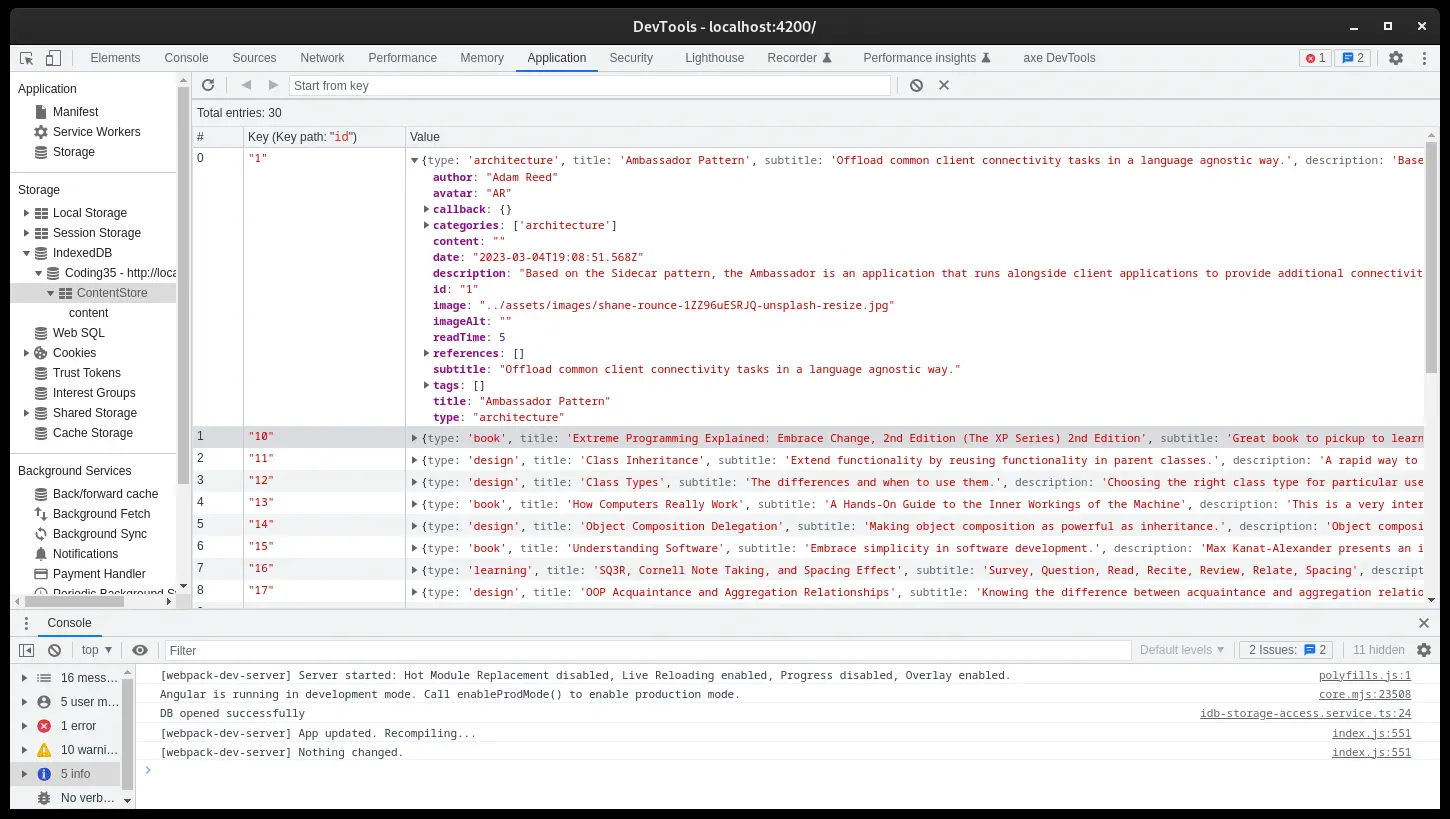 DevTools - localhost:4200/
Elements Console Sources Network Performance Memory Application Security Lighthouse Recorder Performance insights axe DevTools 1 2
Application
Manifest
Service Workers
Storage
Storage
Local Storage
Session Storage
IndexedDB
Coding35 - http://loca
ContentStore
content
Web SQL
Cookies
Trust Tokens
Interest Groups
Shared Storage
Cache Storage
Background Services
Back/forward cache
Background Fetch
Background Sync
Notifications
Payment Handler
Periodic Background S
Start from key
Total entries: 30
# Key (Key path: "id") Value
0 "1" {type: 'architecture', title: 'Ambassador Pattern', subtitle: 'Offload common client connectivity tasks in a language agnostic way.', description: 'Base
author: "Adam Reed"
avatar: "AR"
callback: {}
categories: ['architecture']
content: ""
date: "2023-03-04T19:08:51.568Z"
description: "Based on the Sidecar pattern, the Ambassador is an application that runs alongside client applications to provide additional connectivit
id: "1"
image: "../assets/images/shane-rounce-1ZZ96uESRJQ-unsplash-resize.jpg"
imageAlt: ""
readTime: 5
references: []
subtitle: "Offload common client connectivity tasks in a language agnostic way."
tags: []
title: "Ambassador Pattern"
type: "architecture"
1 "10" {type: 'book', title: 'Extreme Programming Explained: Embrace Change, 2nd Edition (The XP Series) 2nd Edition', subtitle: 'Great book to pickup to learn
2 "11" {type: 'design', title: 'Class Inheritance', subtitle: 'Extend functionality by reusing functionality in parent classes.', description: 'A rapid way to
3 "12" {type: 'design', title: 'Class Types', subtitle: 'The differences and when to use them.', description: 'Choosing the right class type for particular use
4 "13" {type: 'book', title: 'How Computers Really Work', subtitle: 'A Hands-On Guide to the Inner Workings of the Machine', description: 'This is a very inter
5 "14" {type: 'design', title: 'Object Composition Delegation', subtitle: 'Making object composition as powerful as inheritance.', description: 'Object composi
6 "15" {type: 'book', title: 'Understanding Software', subtitle: 'Embrace simplicity in software development.', description: 'Max Kanat-Alexander presents an i
7 "16" {type: 'learning', title: 'SQ3R, Cornell Note Taking, and Spacing Effect', subtitle: 'Survey, Question, Read, Recite, Review, Relate, Spacing', descript
8 "17" {type: 'design', title: 'OOP Acquaintance and Aggregation Relationships', subtitle: 'Knowing the difference between acquaintance and aggregation relatio
Console
top Filter Default levels 2 Issues: 2 11 hidden
16 mess…
5 user m…
1 error
10 warni…
5 info
No verb…
[webpack-dev-server] Server started: Hot Module Replacement disabled, Live Reloading enabled, Progress disabled, Overlay enabled. polyfills.js:1
Angular is running in development mode. Call enableProdMode() to enable production mode. core.mjs:23508
DB opened successfully idb-storage-access.service.ts:24
[webpack-dev-server] App updated. Recompiling... index.js:551
[webpack-dev-server] Nothing changed. index.js:551